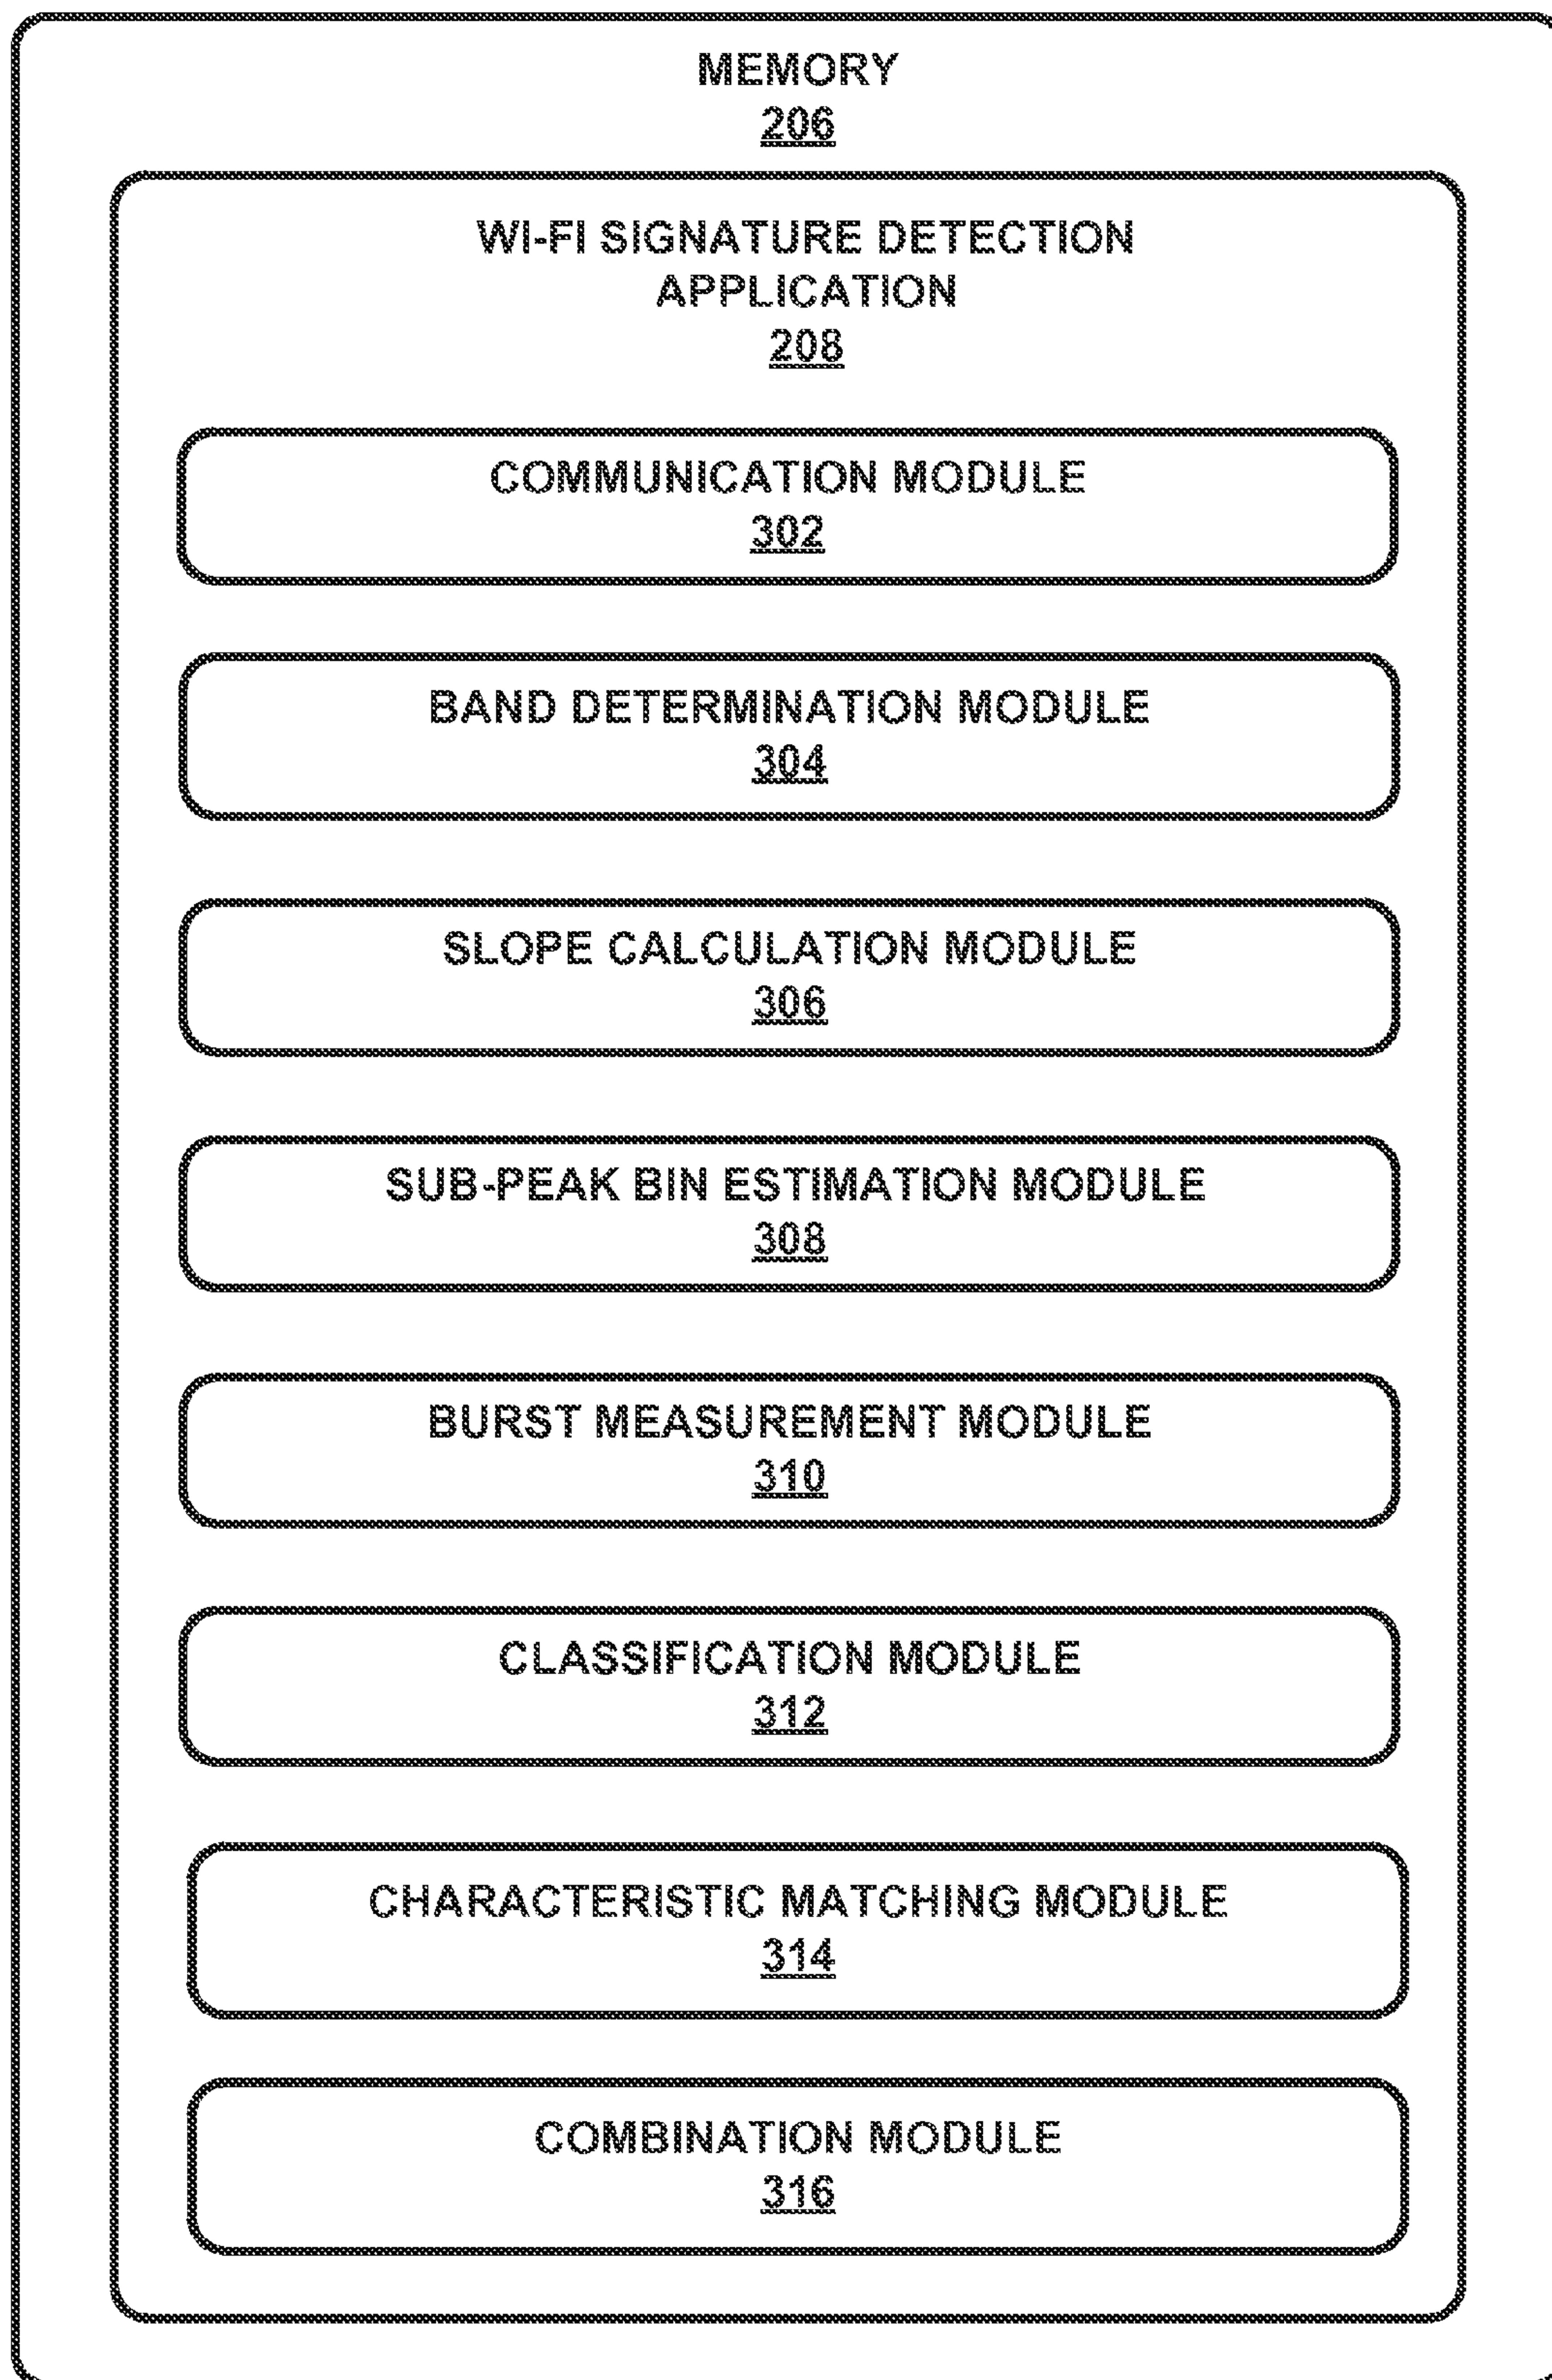 MEMORY
206
WI-FI SIGNATURE DETECTION
APPLICATION
208
COMMUNICATION MODULE
302
BAND DETERMINATION MODULE
304
SLOPE CALCULATION MODULE
306
SUB-PEAK BIN ESTIMATION MODULE
308
BURST MEASUREMENT MODULE
310
CLASSIFICATION MODULE
312
CHARACTERISTIC MATCHING MODULE
314
COMBINATION MODULE
316